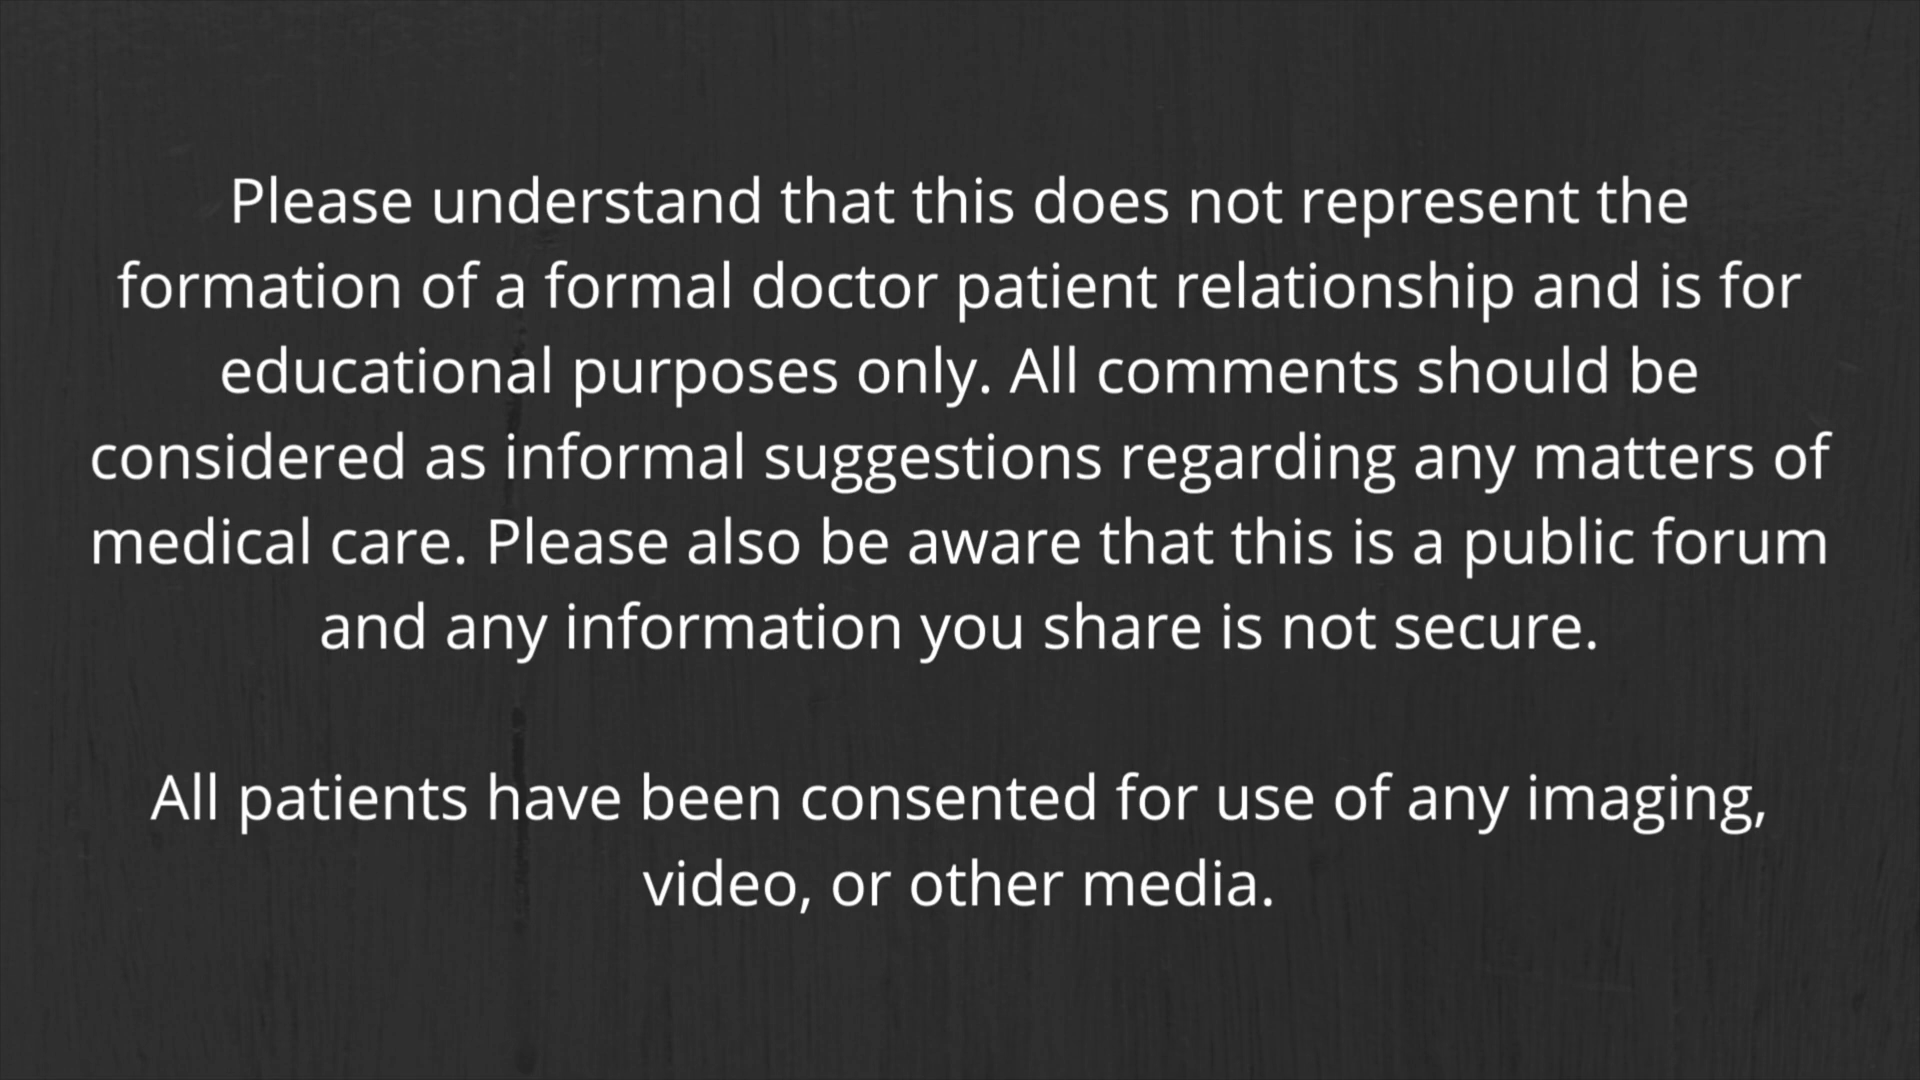 Please understand that this does not represent the
formation of a formal doctor patient relationship and is for
educational purposes only. All comments should be
considered as informal suggestions regarding any matters of
medical care. Please also be aware that this is a public forum
and any information you share is not secure.
All patients have been consented for use of any imaging,
video, or other media.